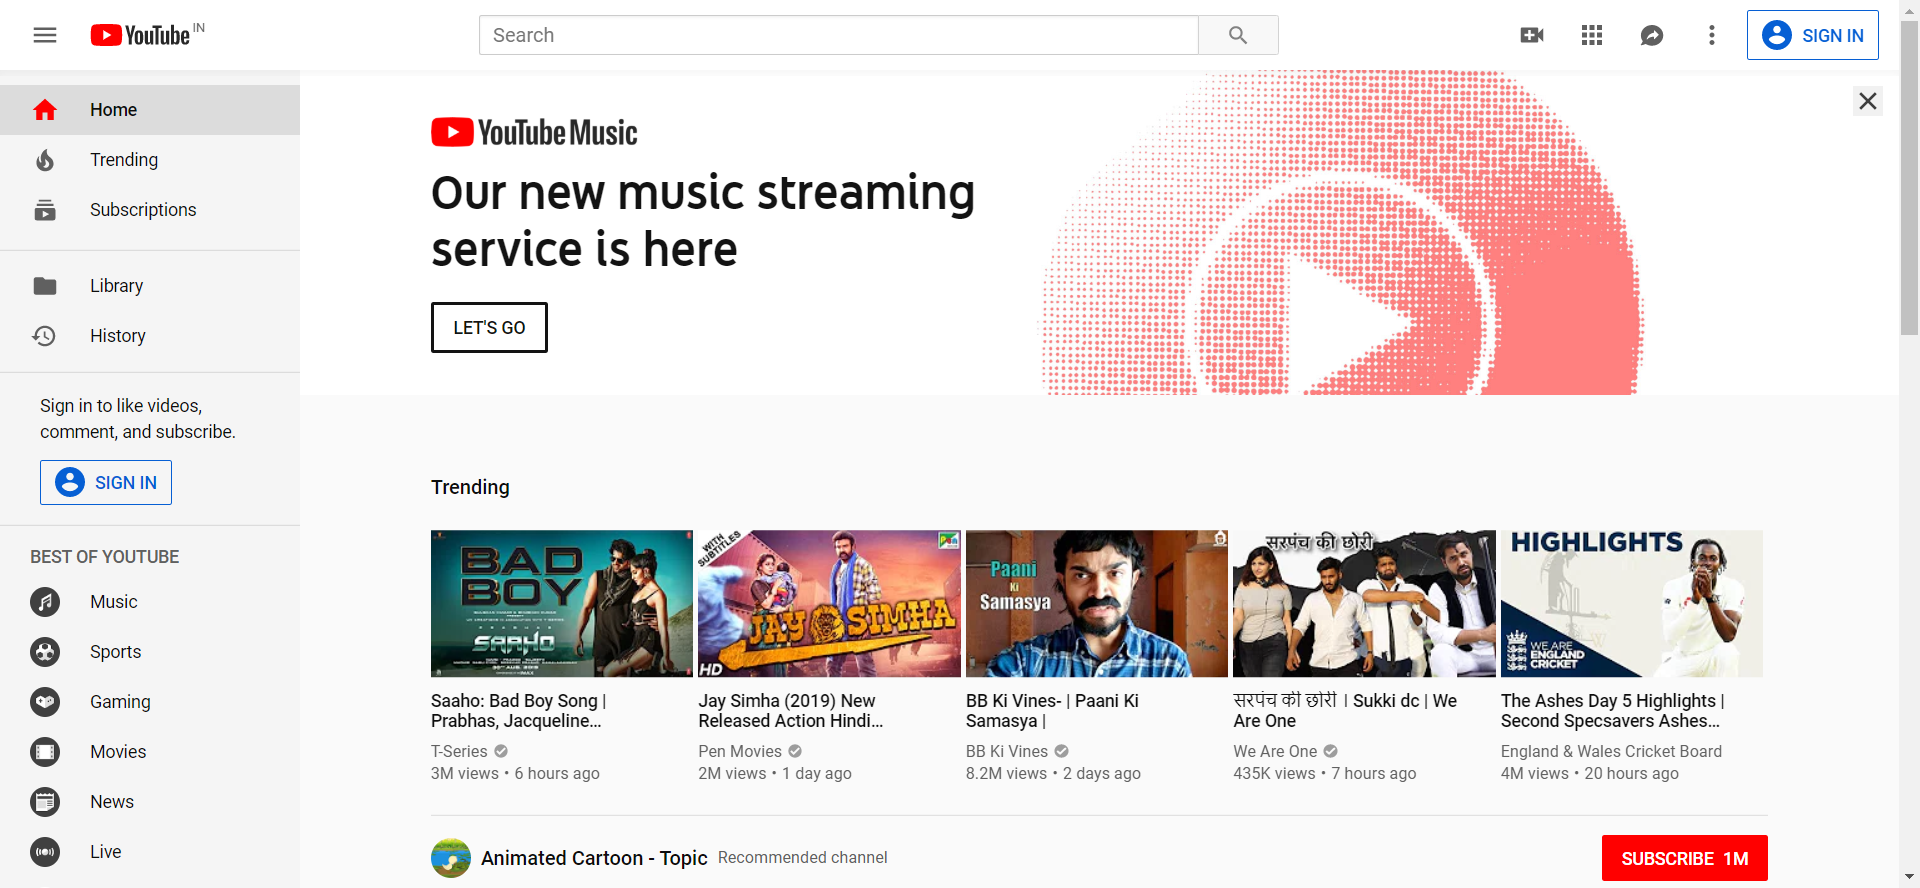 YouTube IN
Search
SIGN IN
Home
Trending
Subscriptions
Library
History
Sign in to like videos,
comment, and subscribe.
SIGN IN
BEST OF YOUTUBE
Music
Sports
Gaming
Movies
News
Live
YouTube Music
Our new music streaming
service is here
LET'S GO
Trending
BAD
BOY
SAAHO
WITH
SUBTITLES
Pen
JAY SIMHA
HD
Paani
Ki
Samasya
सरपंच की छोरी
HIGHLIGHTS
WE ARE
ENGLAND
CRICKET
Saaho: Bad Boy Song |
Prabhas, Jacqueline...
T-Series
3M views • 6 hours ago
Jay Simha (2019) New
Released Action Hindi...
Pen Movies
2M views • 1 day ago
BB Ki Vines- | Paani Ki
Samasya |
BB Ki Vines
8.2M views • 2 days ago
सरपंच की छोरी । Sukki dc | We
Are One
We Are One
435K views • 7 hours ago
The Ashes Day 5 Highlights |
Second Specsavers Ashes...
England & Wales Cricket Board
4M views • 20 hours ago
Animated Cartoon - Topic Recommended channel
SUBSCRIBE 1M